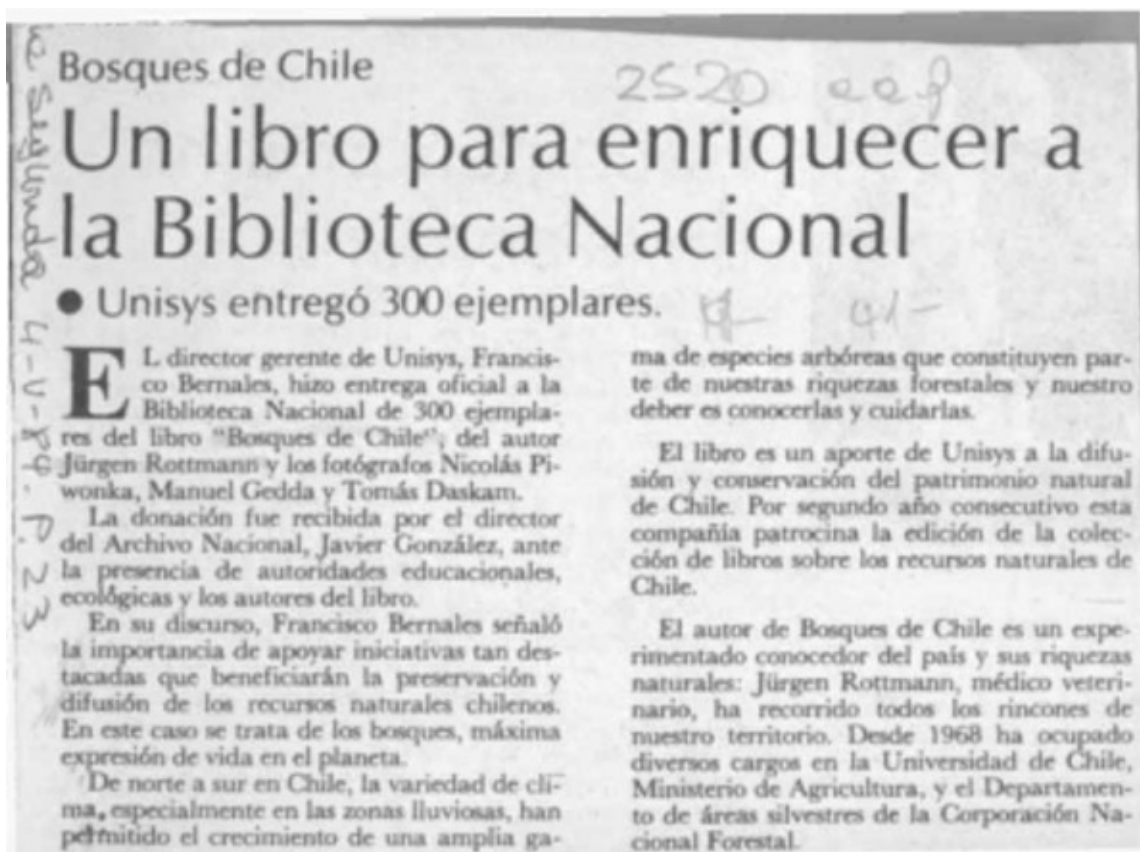 Bosques de Chile
2520
Un libro para enriquecer a
la Biblioteca Nacional
● Unisys entregó 300 ejemplares.
EL director gerente de Unisys, Francis-
co Bernales, hizo entrega oficial a la
Biblioteca Nacional de 300 ejempla-
res del libro "Bosques de Chile", del autor
Jürgen Rottmann y los fotógrafos Nicolás Pi-
wonka, Manuel Gedda y Tomás Daskam.
La donación fue recibida por el director
del Archivo Nacional, Javier González, ante
la presencia de autoridades educacionales,
ecológicas y los autores del libro.
En su discurso, Francisco Bernales señaló
la importancia de apoyar iniciativas tan des-
tacadas que beneficiarán la preservación y
difusión de los recursos naturales chilenos.
En este caso se trata de los bosques, máxima
expresión de vida en el planeta.
De norte a sur en Chile, la variedad de cli-
ma, especialmente en las zonas lluviosas, han
permitido el crecimiento de una amplia ga-
ma de especies arbóreas que constituyen par-
te de nuestras riquezas forestales y nuestro
deber es conocerlas y cuidarlas.
El libro es un aporte de Unisys a la difu-
sión y conservación del patrimonio natural
de Chile. Por segundo año consecutivo esta
compañía patrocina la edición de la colec-
ción de libros sobre los recursos naturales de
Chile.
El autor de Bosques de Chile es un expe-
rimentado conocedor del país y sus riquezas
naturales: Jürgen Rottmann, médico veteri-
nario, ha recorrido todos los rincones de
nuestro territorio. Desde 1968 ha ocupado
diversos cargos en la Universidad de Chile,
Ministerio de Agricultura, y el Departamen-
to de áreas silvestres de la Corporación Na-
cional Forestal.
La Segunda 4-V-89. P. 23